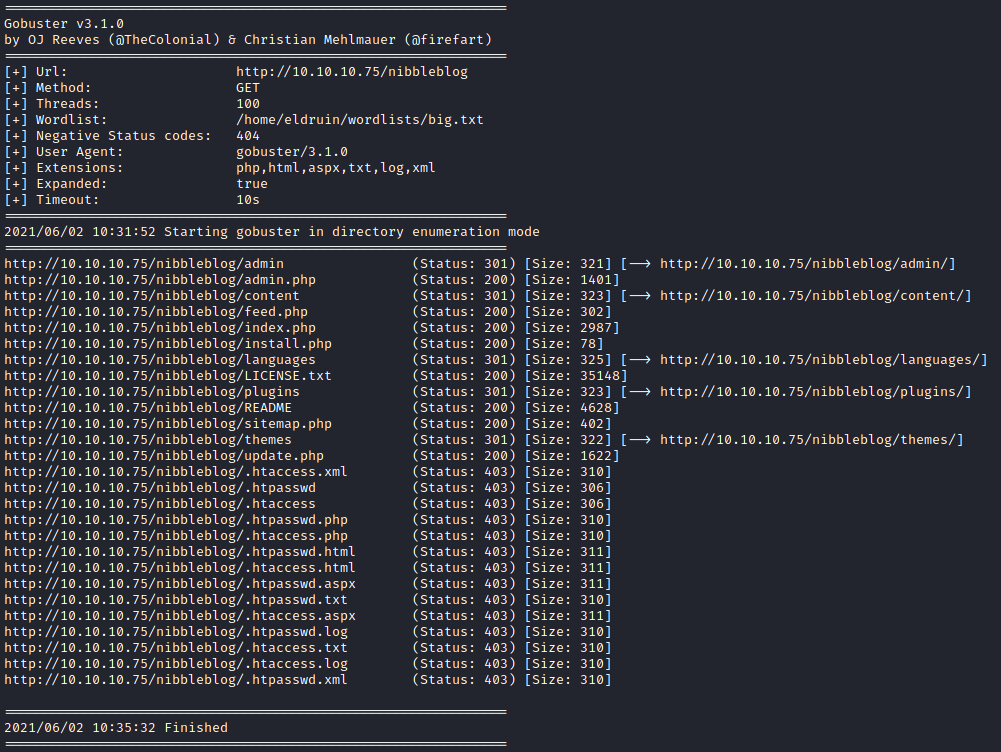 ===============================================================
Gobuster v3.1.0
by OJ Reeves (@TheColonial) & Christian Mehlmauer (@firefart)
===============================================================
[+] Url:                     http://10.10.10.75/nibbleblog
[+] Method:                  GET
[+] Threads:                 100
[+] Wordlist:                /home/eldruin/wordlists/big.txt
[+] Negative Status codes:   404
[+] User Agent:              gobuster/3.1.0
[+] Extensions:              php,html,aspx,txt,log,xml
[+] Expanded:                true
[+] Timeout:                 10s
===============================================================
2021/06/02 10:31:52 Starting gobuster in directory enumeration mode
===============================================================
http://10.10.10.75/nibbleblog/admin                (Status: 301) [Size: 321] [--> http://10.10.10.75/nibbleblog/admin/]
http://10.10.10.75/nibbleblog/admin.php            (Status: 200) [Size: 1401]
http://10.10.10.75/nibbleblog/content              (Status: 301) [Size: 323] [--> http://10.10.10.75/nibbleblog/content/]
http://10.10.10.75/nibbleblog/feed.php             (Status: 200) [Size: 302]
http://10.10.10.75/nibbleblog/index.php            (Status: 200) [Size: 2987]
http://10.10.10.75/nibbleblog/install.php          (Status: 200) [Size: 78]
http://10.10.10.75/nibbleblog/languages            (Status: 301) [Size: 325] [--> http://10.10.10.75/nibbleblog/languages/]
http://10.10.10.75/nibbleblog/LICENSE.txt          (Status: 200) [Size: 35148]
http://10.10.10.75/nibbleblog/plugins              (Status: 301) [Size: 323] [--> http://10.10.10.75/nibbleblog/plugins/]
http://10.10.10.75/nibbleblog/README               (Status: 200) [Size: 4628]
http://10.10.10.75/nibbleblog/sitemap.php          (Status: 200) [Size: 402]
http://10.10.10.75/nibbleblog/themes               (Status: 301) [Size: 322] [--> http://10.10.10.75/nibbleblog/themes/]
http://10.10.10.75/nibbleblog/update.php           (Status: 200) [Size: 1622]
http://10.10.10.75/nibbleblog/.htaccess.xml        (Status: 403) [Size: 310]
http://10.10.10.75/nibbleblog/.htpasswd            (Status: 403) [Size: 306]
http://10.10.10.75/nibbleblog/.htaccess            (Status: 403) [Size: 306]
http://10.10.10.75/nibbleblog/.htpasswd.php        (Status: 403) [Size: 310]
http://10.10.10.75/nibbleblog/.htaccess.php        (Status: 403) [Size: 310]
http://10.10.10.75/nibbleblog/.htpasswd.html       (Status: 403) [Size: 311]
http://10.10.10.75/nibbleblog/.htaccess.html       (Status: 403) [Size: 311]
http://10.10.10.75/nibbleblog/.htpasswd.aspx       (Status: 403) [Size: 311]
http://10.10.10.75/nibbleblog/.htpasswd.txt        (Status: 403) [Size: 310]
http://10.10.10.75/nibbleblog/.htaccess.aspx       (Status: 403) [Size: 311]
http://10.10.10.75/nibbleblog/.htpasswd.log        (Status: 403) [Size: 310]
http://10.10.10.75/nibbleblog/.htaccess.txt        (Status: 403) [Size: 310]
http://10.10.10.75/nibbleblog/.htaccess.log        (Status: 403) [Size: 310]
http://10.10.10.75/nibbleblog/.htpasswd.xml        (Status: 403) [Size: 310]
===============================================================
2021/06/02 10:35:32 Finished
===============================================================